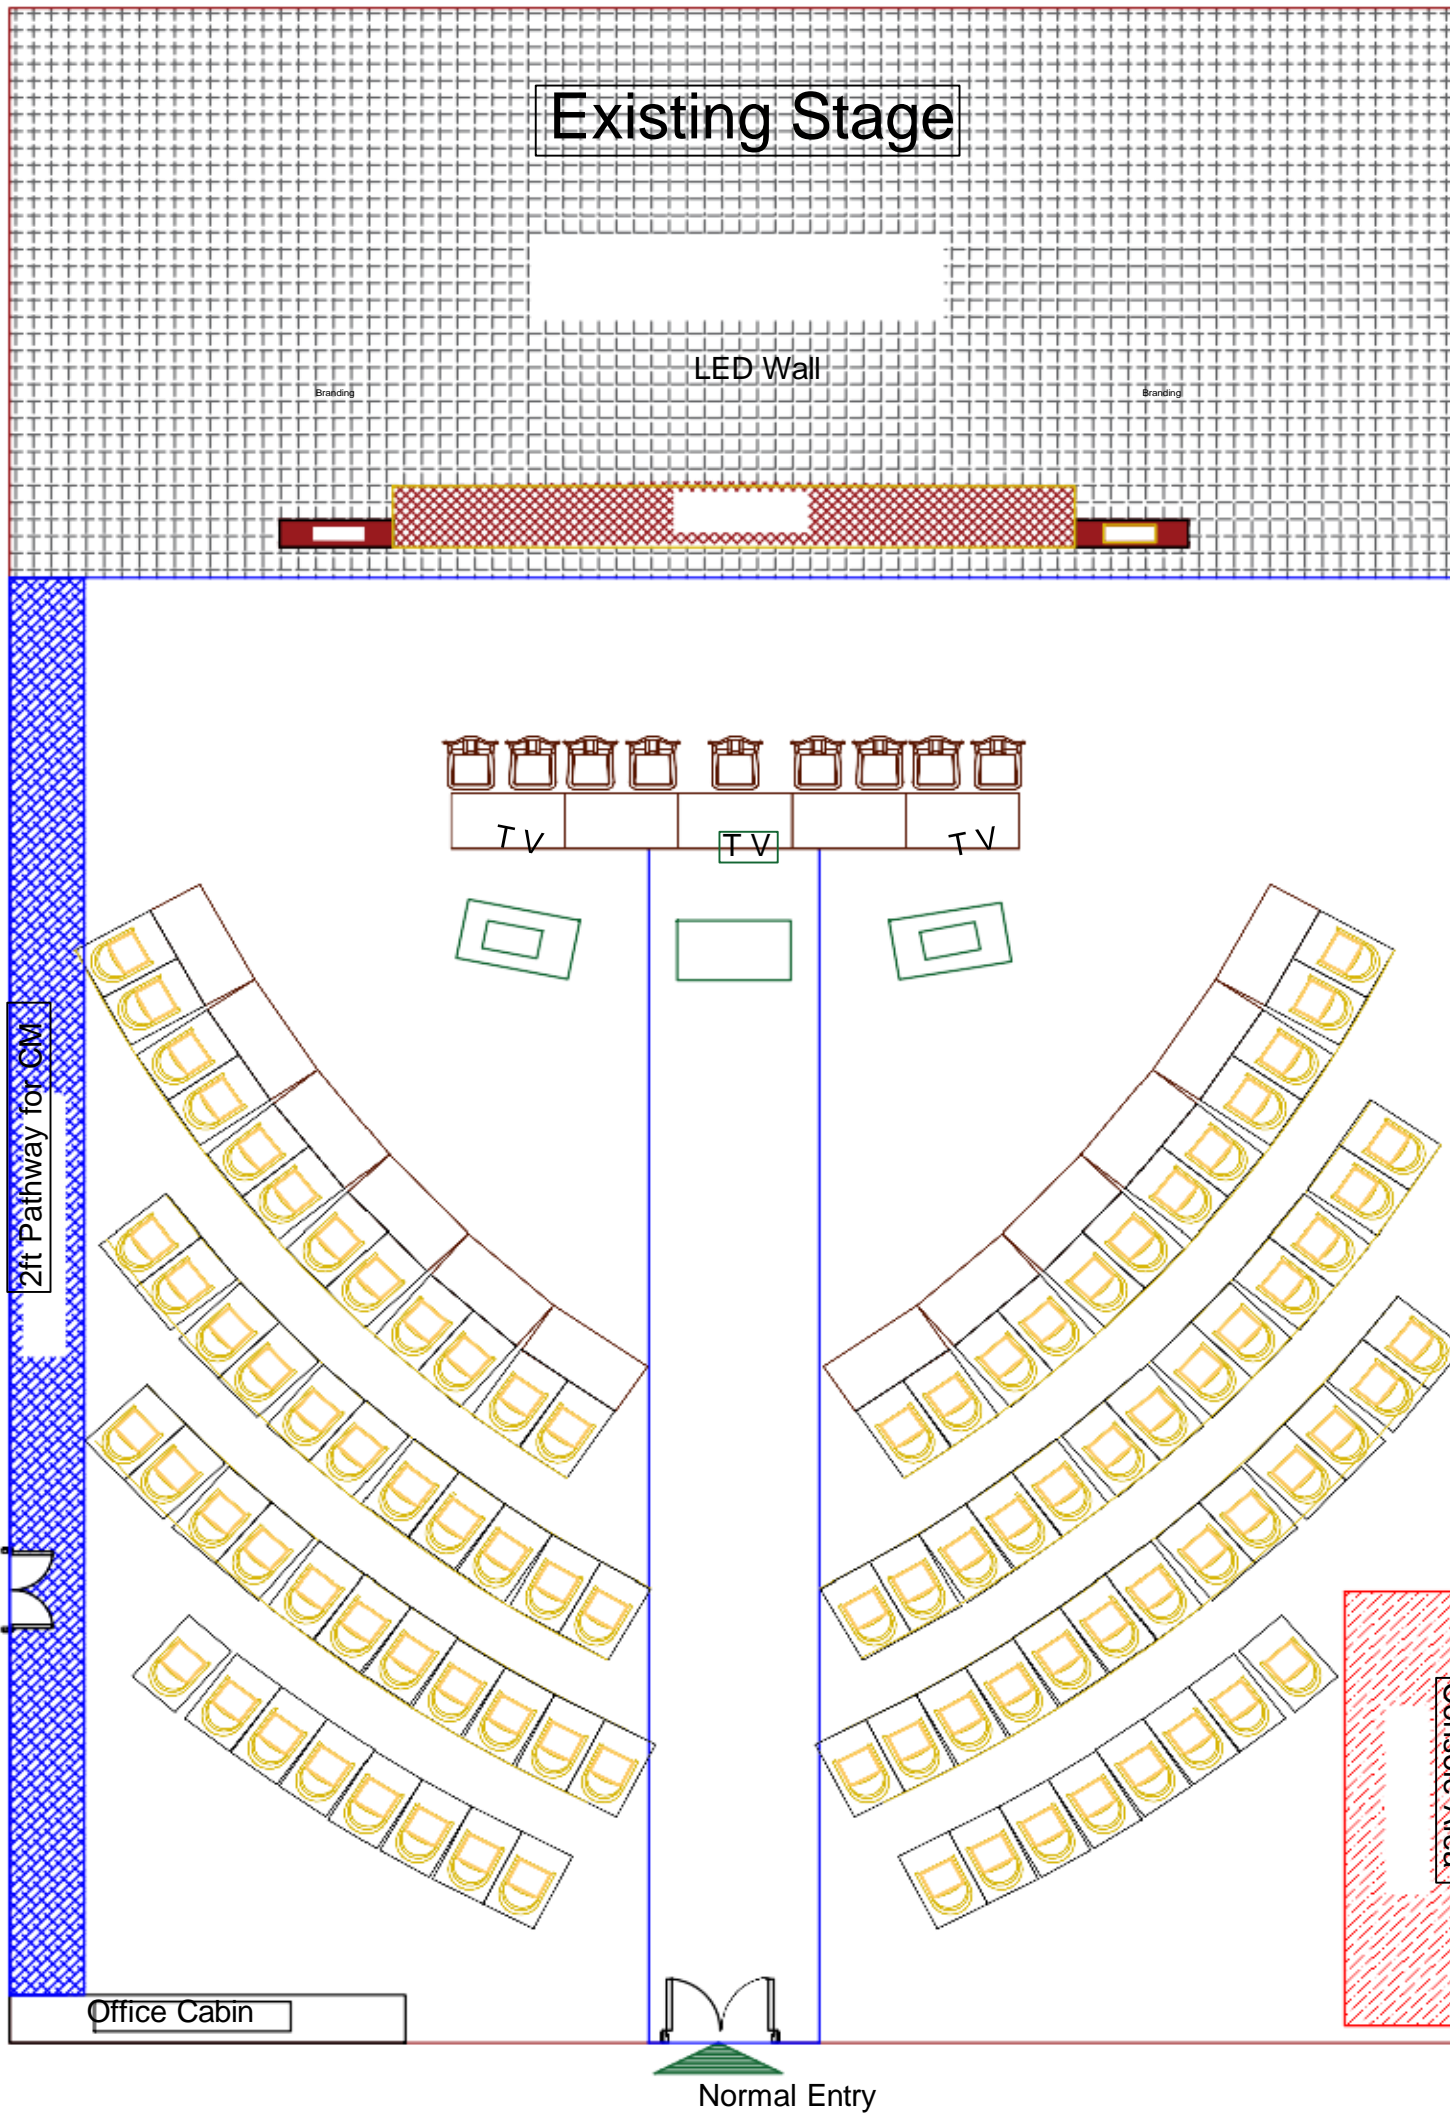 Existing Stage
LED Wall
Branding
Branding
T V
T V
T V
2ft Pathway for CM
Office Cabin
Normal Entry